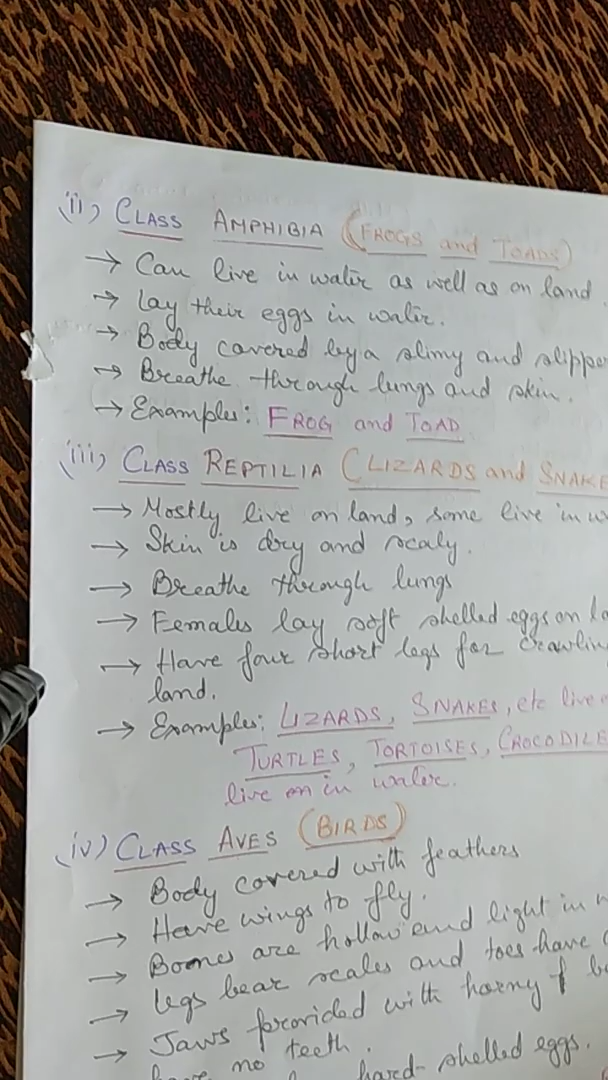 (ii) CLASS AMPHIBIA (FROGS and TOADS)
→ Can live in water as well as on land.
→ Lay their eggs in water.
→ Body covered by a slimy and
→ Breathe through lungs and skin.
→ Examples: FROG and TOAD
(iii) CLASS REPTILIA (LIZARDS and SNAKE
→ Mostly live on land, some live in
→ Skin is dry and scaly.
→ Breathe through lungs
→ Females lay soft shelled eggs on
→ Have four short legs for
land.
→ Examples: LIZARDS, SNAKES, etc live
TURTLES, TORTOISES, CROCODILE
live on in water.
(iv) CLASS AVES (BIRDS)
→ Body covered with feathers
→ Have wings to fly.
→ Bones are hollow and light in
→ Legs bear scales and toes have
→ Jaws provided with horny
have no teeth.
hard-shelled eggs.